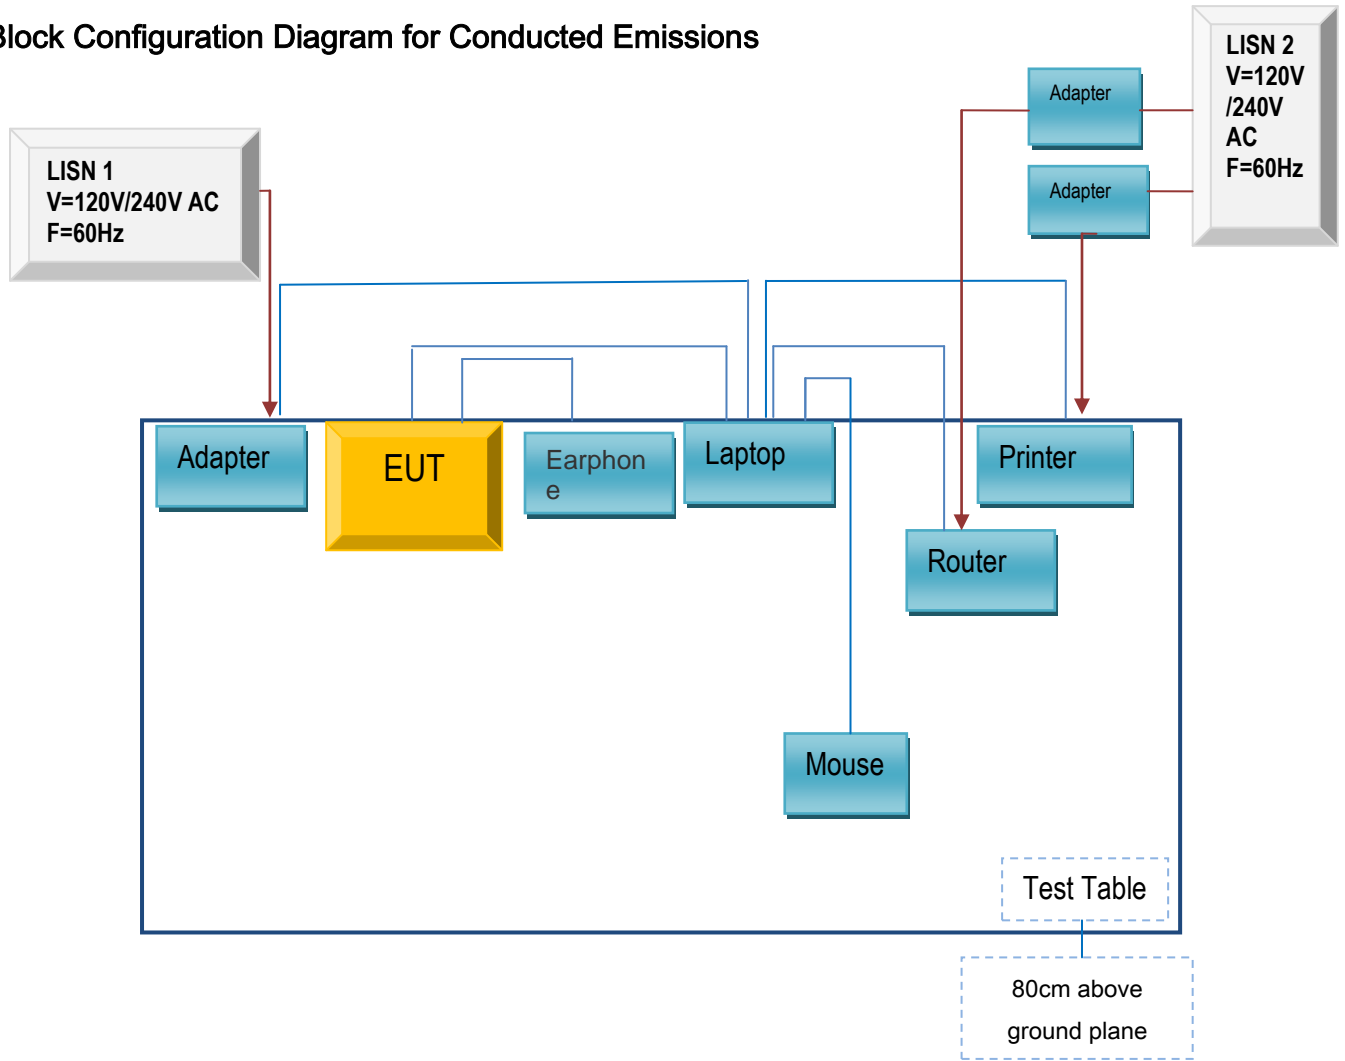 Block Configuration Diagram for Conducted Emissions
LISN 2
V=120V
/240V
AC
F=60Hz
Adapter
Adapter
LISN 1
V=120V/240V AC
F=60Hz
Adapter
EUT
Earphon
e
Laptop
Printer
Router
Mouse
Test Table
80cm above
ground plane